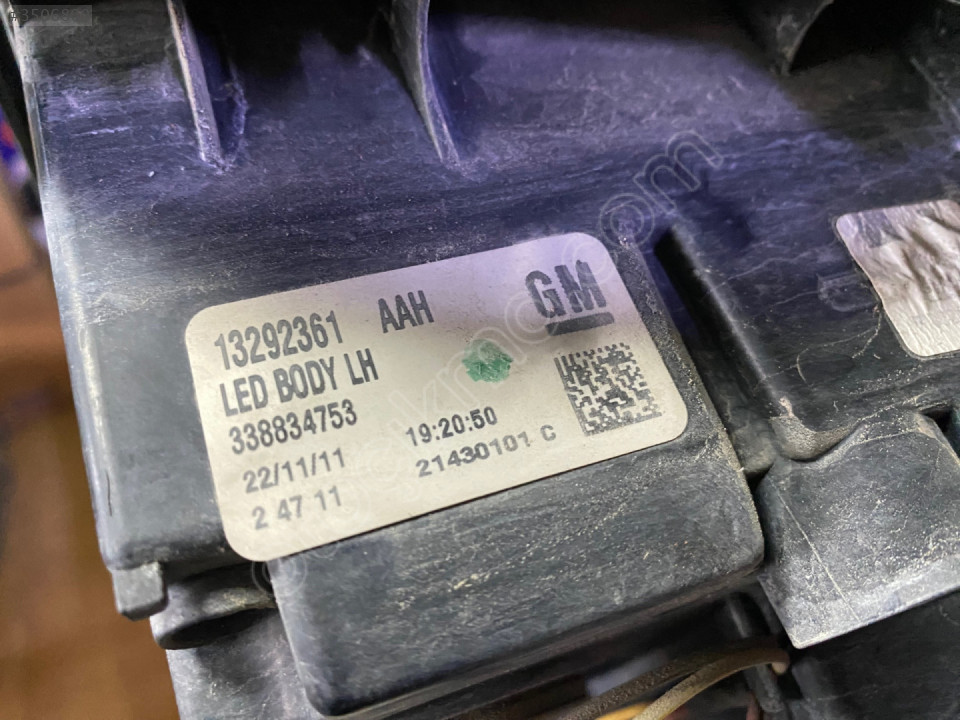 13292361 AAH GM
LED BODY LH
338834753
22/11/11 19:20:50
2 47 11 21430101 C